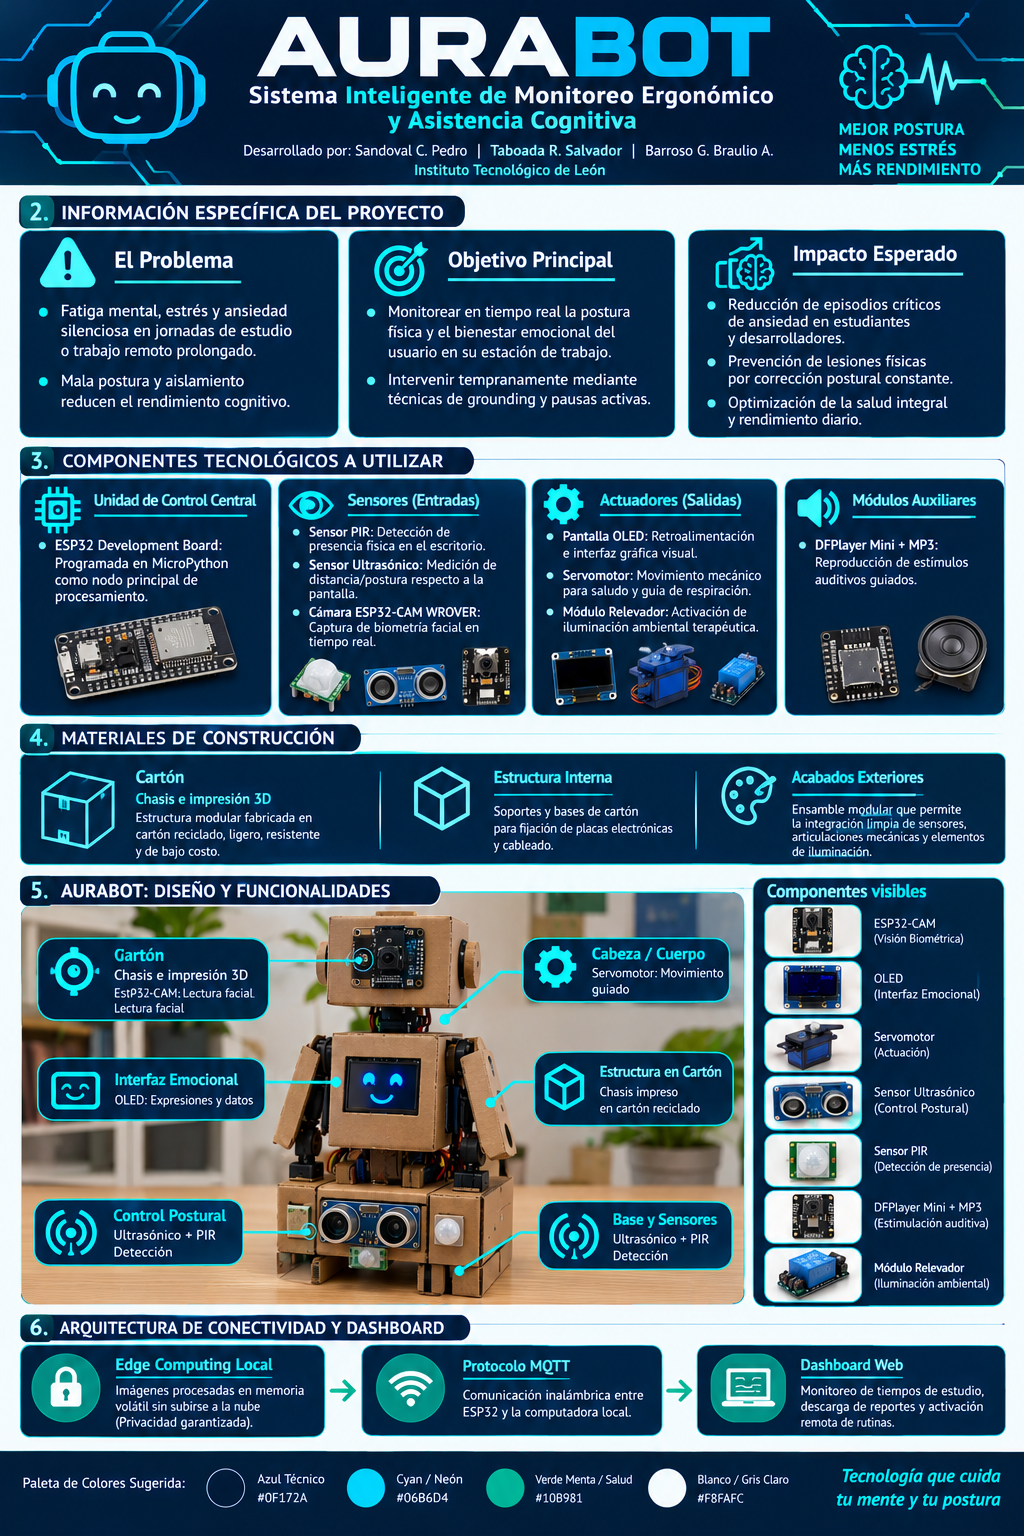 AURABOT
Sistema Inteligente de Monitoreo Ergonómico
y Asistencia Cognitiva
Desarrollado por: Sandoval C. Pedro | Taboada R. Salvador | Barroso G. Braulio A.
Instituto Tecnológico de León
MEJOR POSTURA
MENOS ESTRÉS
MÁS RENDIMIENTO
2. INFORMACIÓN ESPECÍFICA DEL PROYECTO
El Problema
Fatiga mental, estrés y ansiedad
silenciosa en jornadas de estudio
o trabajo remoto prolongado.
Mala postura y aislamiento
reducen el rendimiento cognitivo.
Objetivo Principal
Monitorear en tiempo real la postura
física y el bienestar emocional del
usuario en su estación de trabajo.
Intervenir tempranamente mediante
técnicas de grounding y pausas activas.
Impacto Esperado
Reducción de episodios críticos
de ansiedad en estudiantes
y desarrolladores.
Prevención de lesiones físicas
por corrección postural constante.
Optimización de la salud integral
y rendimiento diario.
3. COMPONENTES TECNOLÓGICOS A UTILIZAR
Unidad de Control Central
ESP32 Development Board:
Programada en MicroPython
como nodo principal de
procesamiento.
Sensores (Entradas)
Sensor PIR: Detección de
presencia física en el escritorio.
Sensor Ultrasónico: Medición de
distancia/postura respecto a la
pantalla.
Cámara ESP32-CAM WROVER:
Captura de biometría facial en
tiempo real.
Actuadores (Salidas)
Pantalla OLED: Retroalimentación
e interfaz gráfica visual.
Servomotor: Movimiento mecánico
para saludo y guia de respiración.
Módulo Relevador: Activación de
iluminación ambiental terapéutica.
Módulos Auxiliares
DFPlayer Mini + MP3:
Reproducción de estímulos
auditivos guiados.
4. MATERIALES DE CONSTRUCCIÓN
Cartón
Chasis e impresión 3D
Estructura modular fabricada en
cartón reciclado, ligero, resistente
y de bajo costo.
Estructura Interna
Soportes y bases de cartón
para fijación de placas electrónicas
y cableado.
Acabados Exteriores
Ensamble modular que permite
la integración limpia de sensores,
articulaciones mecánicas y elementos
de iluminación.
5. AURABOT: DISEÑO Y FUNCIONALIDADES
Gartón
Chasis e impresión 3D
EstP32-CAM: Lectura facial
Lectura facial
Cabeza / Cuerpo
Servomotor: Movimiento
guiado
Interfaz Emocional
OLED: Expresiones y datos
Estructura en Cartón
Chasis impreso
en cartón reciclado
Control Postural
Ultrasónico + PIR
Detección
Base y Sensores
Ultrasónico + PIR
Detección
Componentes visibles
ESP32-CAM
(Visión Biométrica)
OLED
(Interfaz Emocional)
Servomotor
(Actuación)
Sensor Ultrasónico
(Control Postural)
Sensor PIR
(Detección de presencia)
DFPlayer Mini + MP3
(Estimulación auditiva)
Módulo Relevador
(Iluminación ambiental)
6. ARQUITECTURA DE CONECTIVIDAD Y DASHBOARD
Edge Computing Local
Imágenes procesadas en memoria
volátil sin subirse a la nube
(Privacidad garantizada).
Protocolo MQTT
Comunicación inalámbrica entre
ESP32 y la computadora local.
Dashboard Web
Monitoreo de tiempos de estudio,
descarga de reportes y activación
remota de rutinas.
Paleta de Colores Sugerida:
Azul Técnico
#0F172A
Cyan / Neón
#06B6D4
Verde Menta / Salud
#10B981
Blanco / Gris Claro
#F8FAFC
Tecnología que cuida
tu mente y tu postura